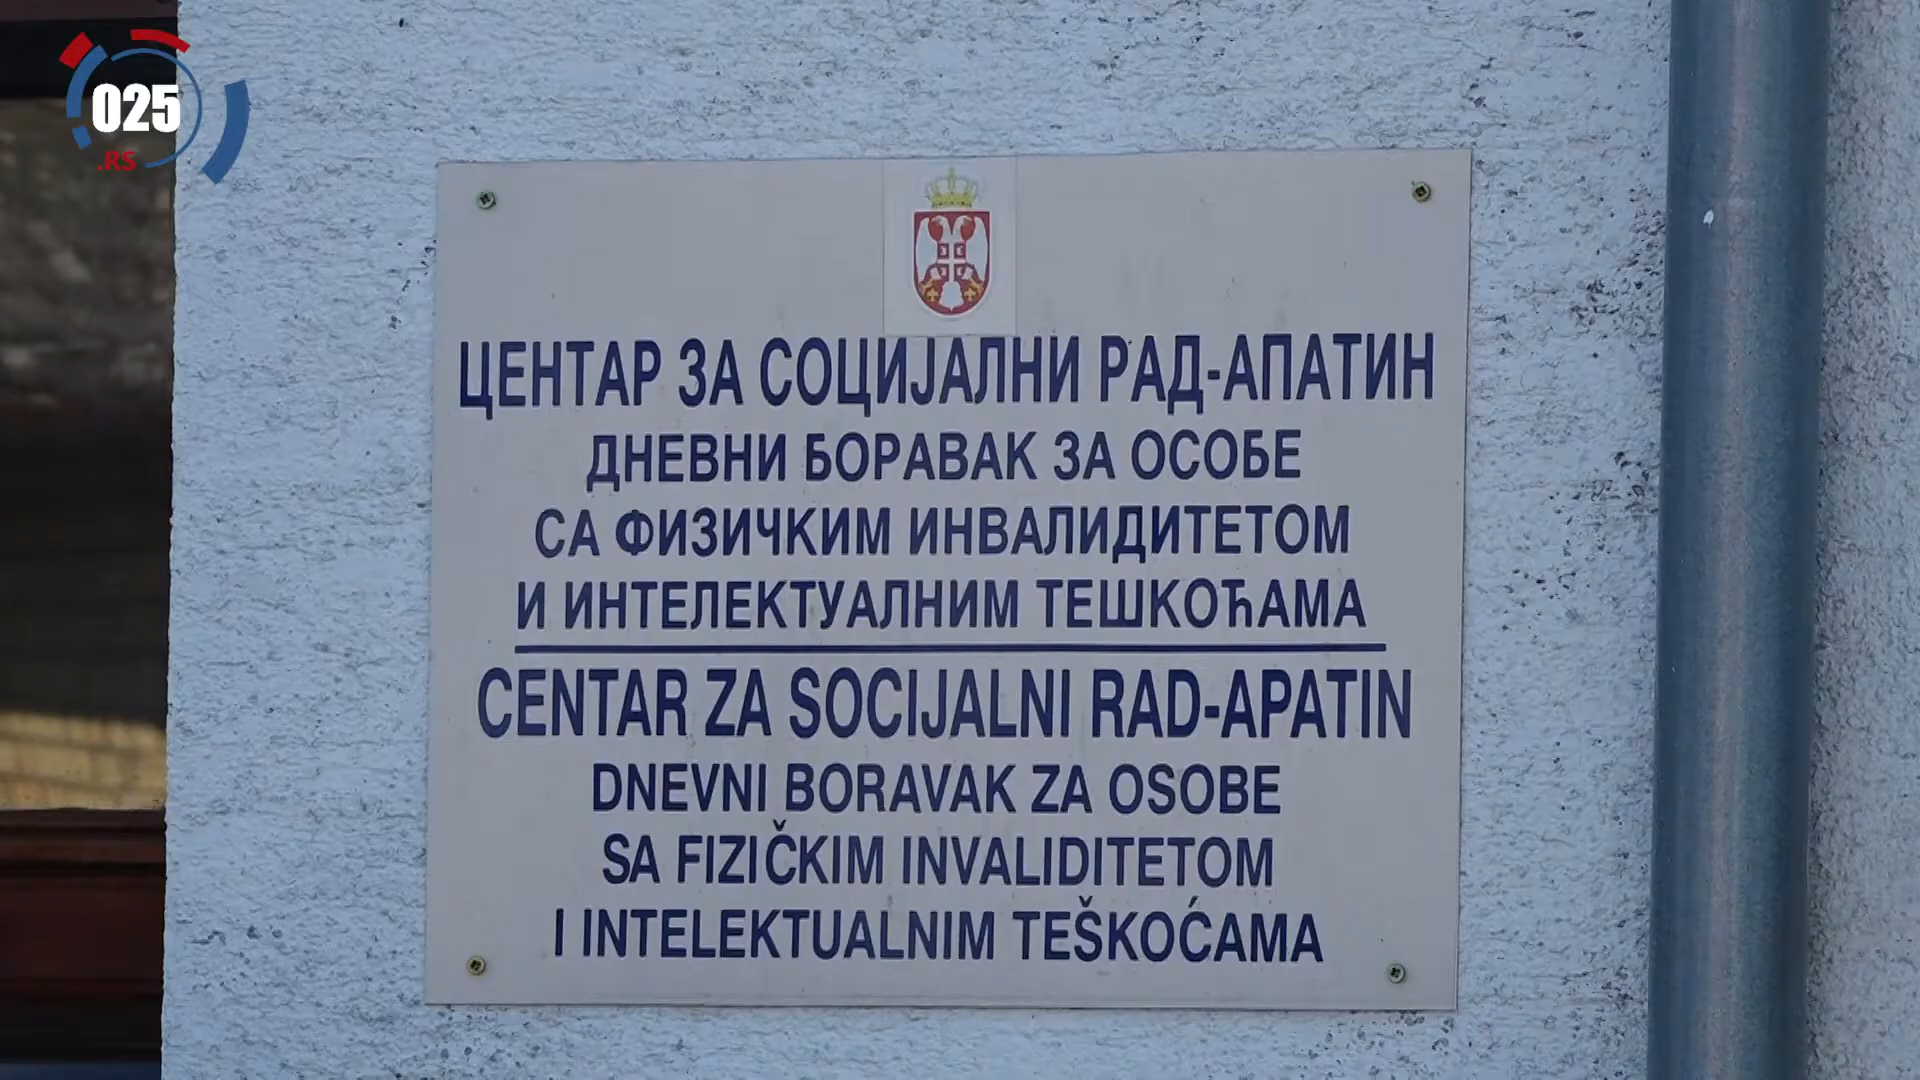 025
.RS
ЦЕНТАР ЗА СОЦИЈАЛНИ РАД-АПАТИН
ДНЕВНИ БОРАВАК ЗА ОСОБЕ
СА ФИЗИЧКИМ ИНВАЛИДИТЕТОМ
И ИНТЕЛЕКТУАЛНИМ ТЕШКОЋАМА
CENTAR ZA SOCIJALNI RAD-APATIN
DNEVNI BORAVAK ZA OSOBE
SA FIZIČKIM INVALIDITETOM
I INTELEKTUALNIM TEŠKOĆAMA